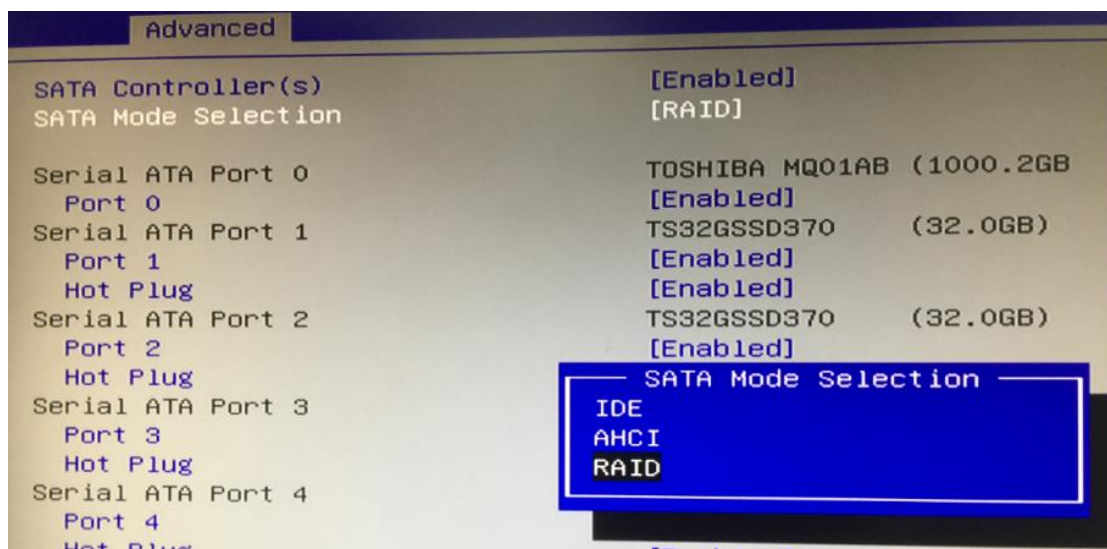 Advanced
SATA Controller(s) [Enabled]
SATA Mode Selection [RAID]
Serial ATA Port 0 TOSHIBA MQ01AB (1000.2GB
Port 0 [Enabled]
Serial ATA Port 1 TS32GSSD370 (32.0GB)
Port 1 [Enabled]
Hot Plug [Enabled]
Serial ATA Port 2 TS32GSSD370 (32.0GB)
Port 2 [Enabled]
Hot Plug
SATA Mode Selection
Serial ATA Port 3 IDE
Port 3 AHCI
Hot Plug RAID
Serial ATA Port 4
Port 4
Hot Plug